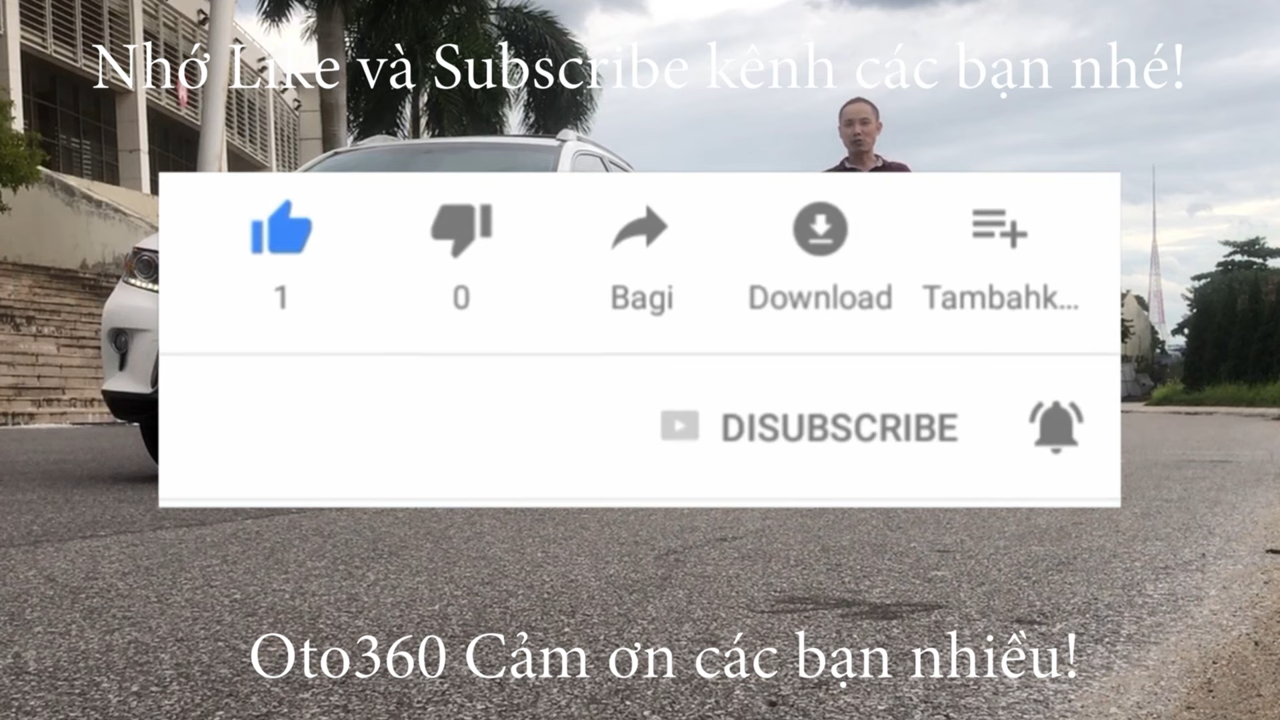 Nhớ Like và Subscribe kênh các bạn nhé!
1 0 Bagi Download Tambahk...
DISUBSCRIBE
Oto360 Cảm ơn các bạn nhiều!